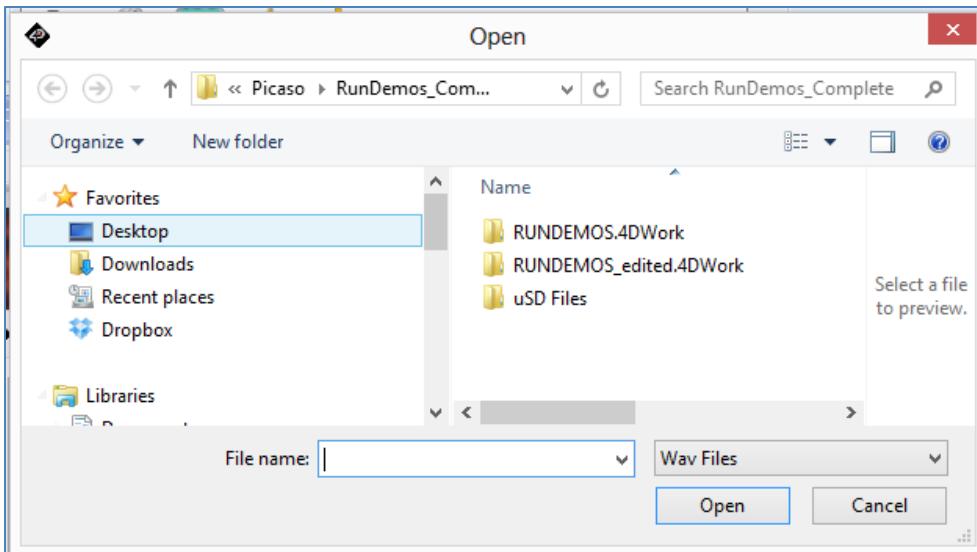 Open
« Picaso RunDemos_Com... Search RunDemos_Complete
Organize New folder
Favorites
Desktop
Downloads
Recent places
Dropbox
Libraries
Name
RUNDEMOS.4DWork
RUNDEMOS_edited.4DWork
uSD Files
Select a file
to preview.
File name: Wav Files
Open Cancel